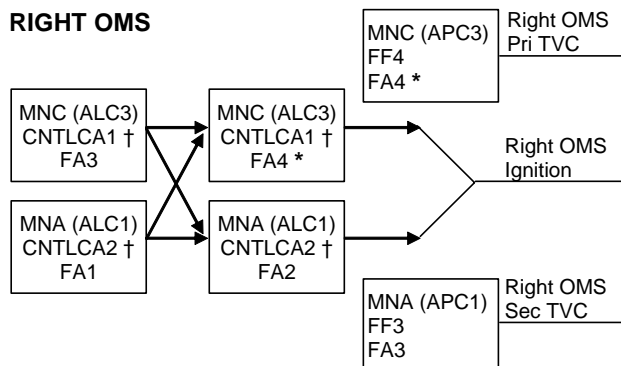 RIGHT OMS
MNC (APC3)
FF4
FA4 *
Right OMS
Pri TVC
MNC (ALC3)
CNTLCA1 †
FA3
MNC (ALC3)
CNTLCA1 †
FA4 *
Right OMS
Ignition
MNA (ALC1)
CNTLCA2 †
FA1
MNA (ALC1)
CNTLCA2 †
FA2
MNA (APC1)
FF3
FA3
Right OMS
Sec TVC